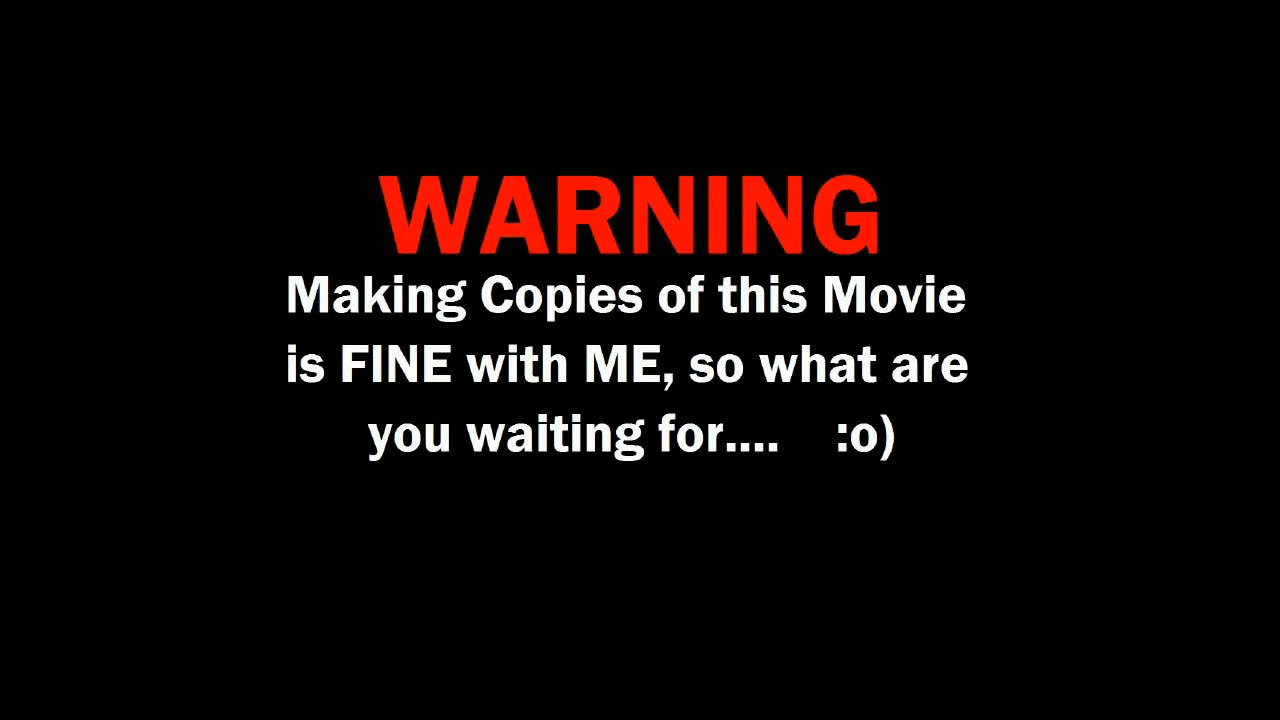 WARNING
Making Copies of this Movie
is FINE with ME, so what are
you waiting for.... :o)